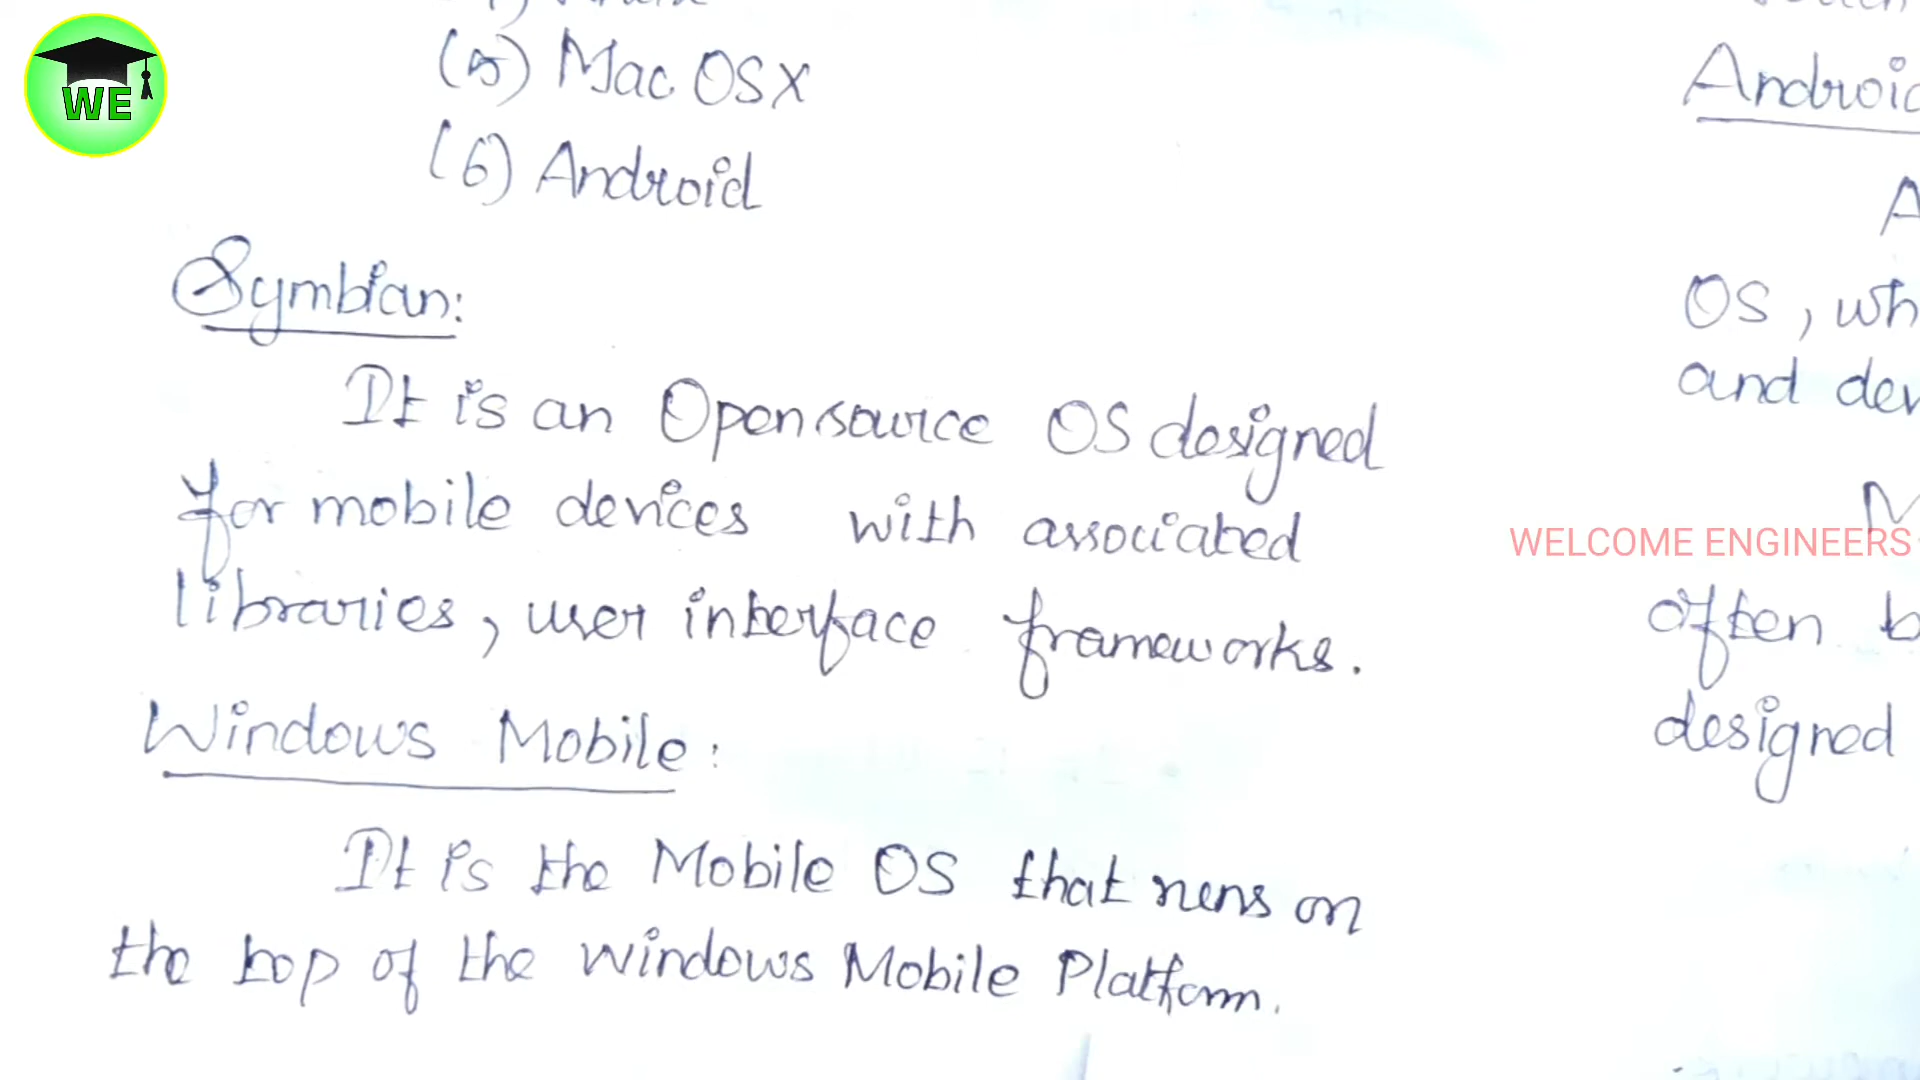 WE
(5) Mac OSX
(6) Android
Symbian:
It is an Opensource OS designed
for mobile devices with associated
libraries, user interface frameworks.
Windows Mobile:
It is the Mobile OS that runs on
the top of the windows Mobile Platform.
Android
A
OS, wh
and dev
WELCOME ENGINEERS
often b
designed